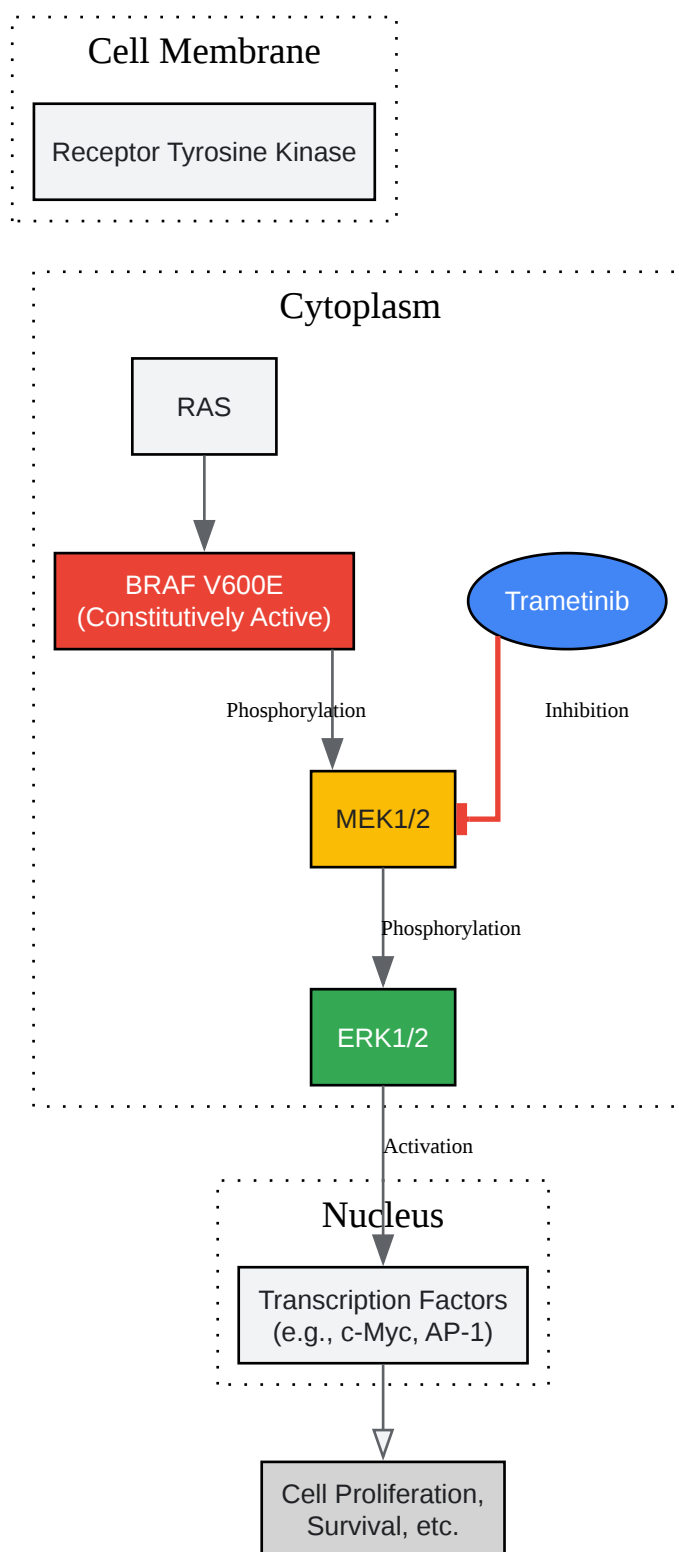 Cell Membrane
Receptor Tyrosine Kinase
Cytoplasm
RAS
BRAF V600E
(Constitutively Active)
Trametinib
Phosphorylation
Inhibition
MEK1/2
Phosphorylation
ERK1/2
Activation
Nucleus
Transcription Factors
(e.g., c-Myc, AP-1)
Cell Proliferation,
Survival, etc.